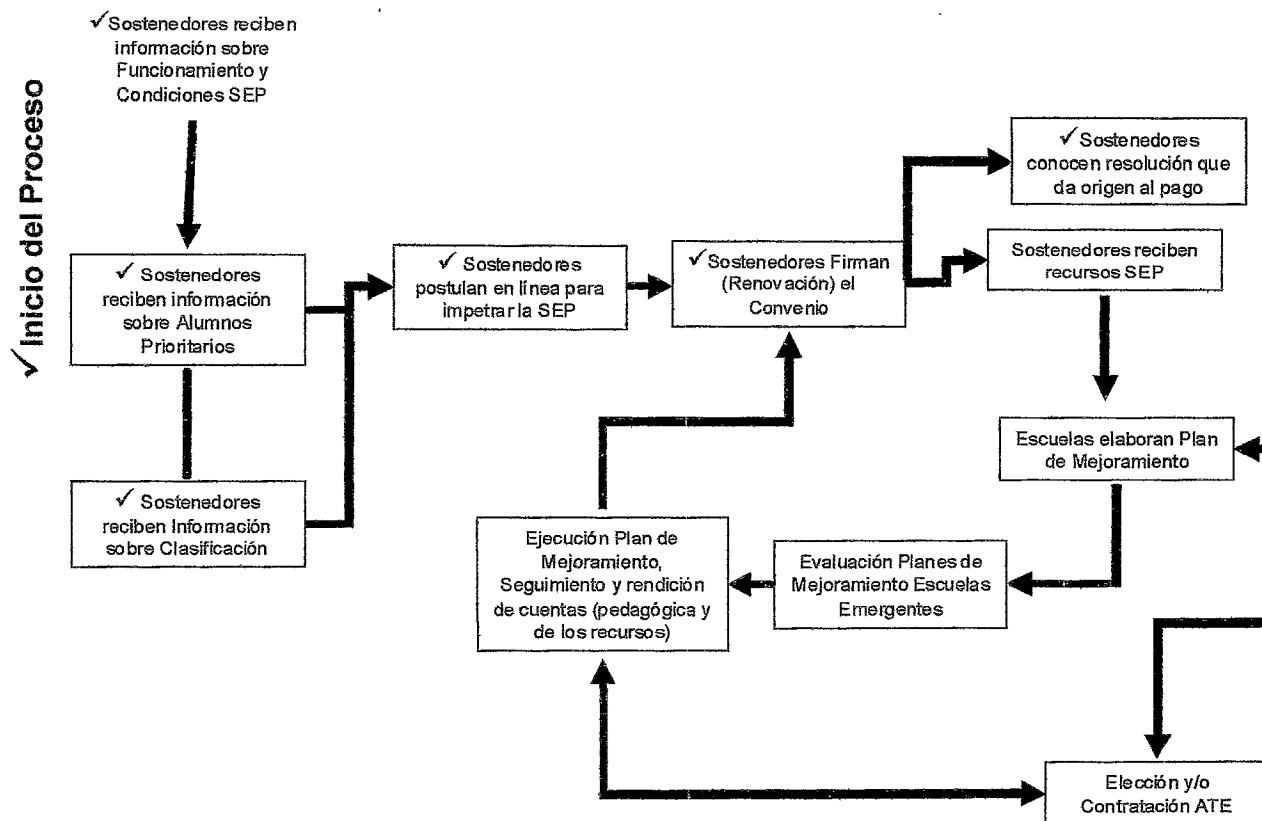 ✓ Inicio del Proceso
✓ Sostenedores reciben
información sobre
Funcionamiento y
Condiciones SEP
✓ Sostenedores
reciben información
sobre Alumnos
Prioritarios
✓ Sostenedores
reciben Información
sobre Clasificación
✓ Sostenedores
postulan en línea para
impetrar la SEP
✓ Sostenedores Firman
(Renovación) el
Convenio
✓ Sostenedores
conocen resolución que
da origen al pago
Sostenedores reciben
recursos SEP
Escuelas elaboran Plan
de Mejoramiento
Evaluación Planes de
Mejoramiento Escuelas
Emergentes
Ejecución Plan de
Mejoramiento,
Seguimiento y rendición
de cuentas (pedagógica y
de los recursos)
Elección y/o
Contratación ATE